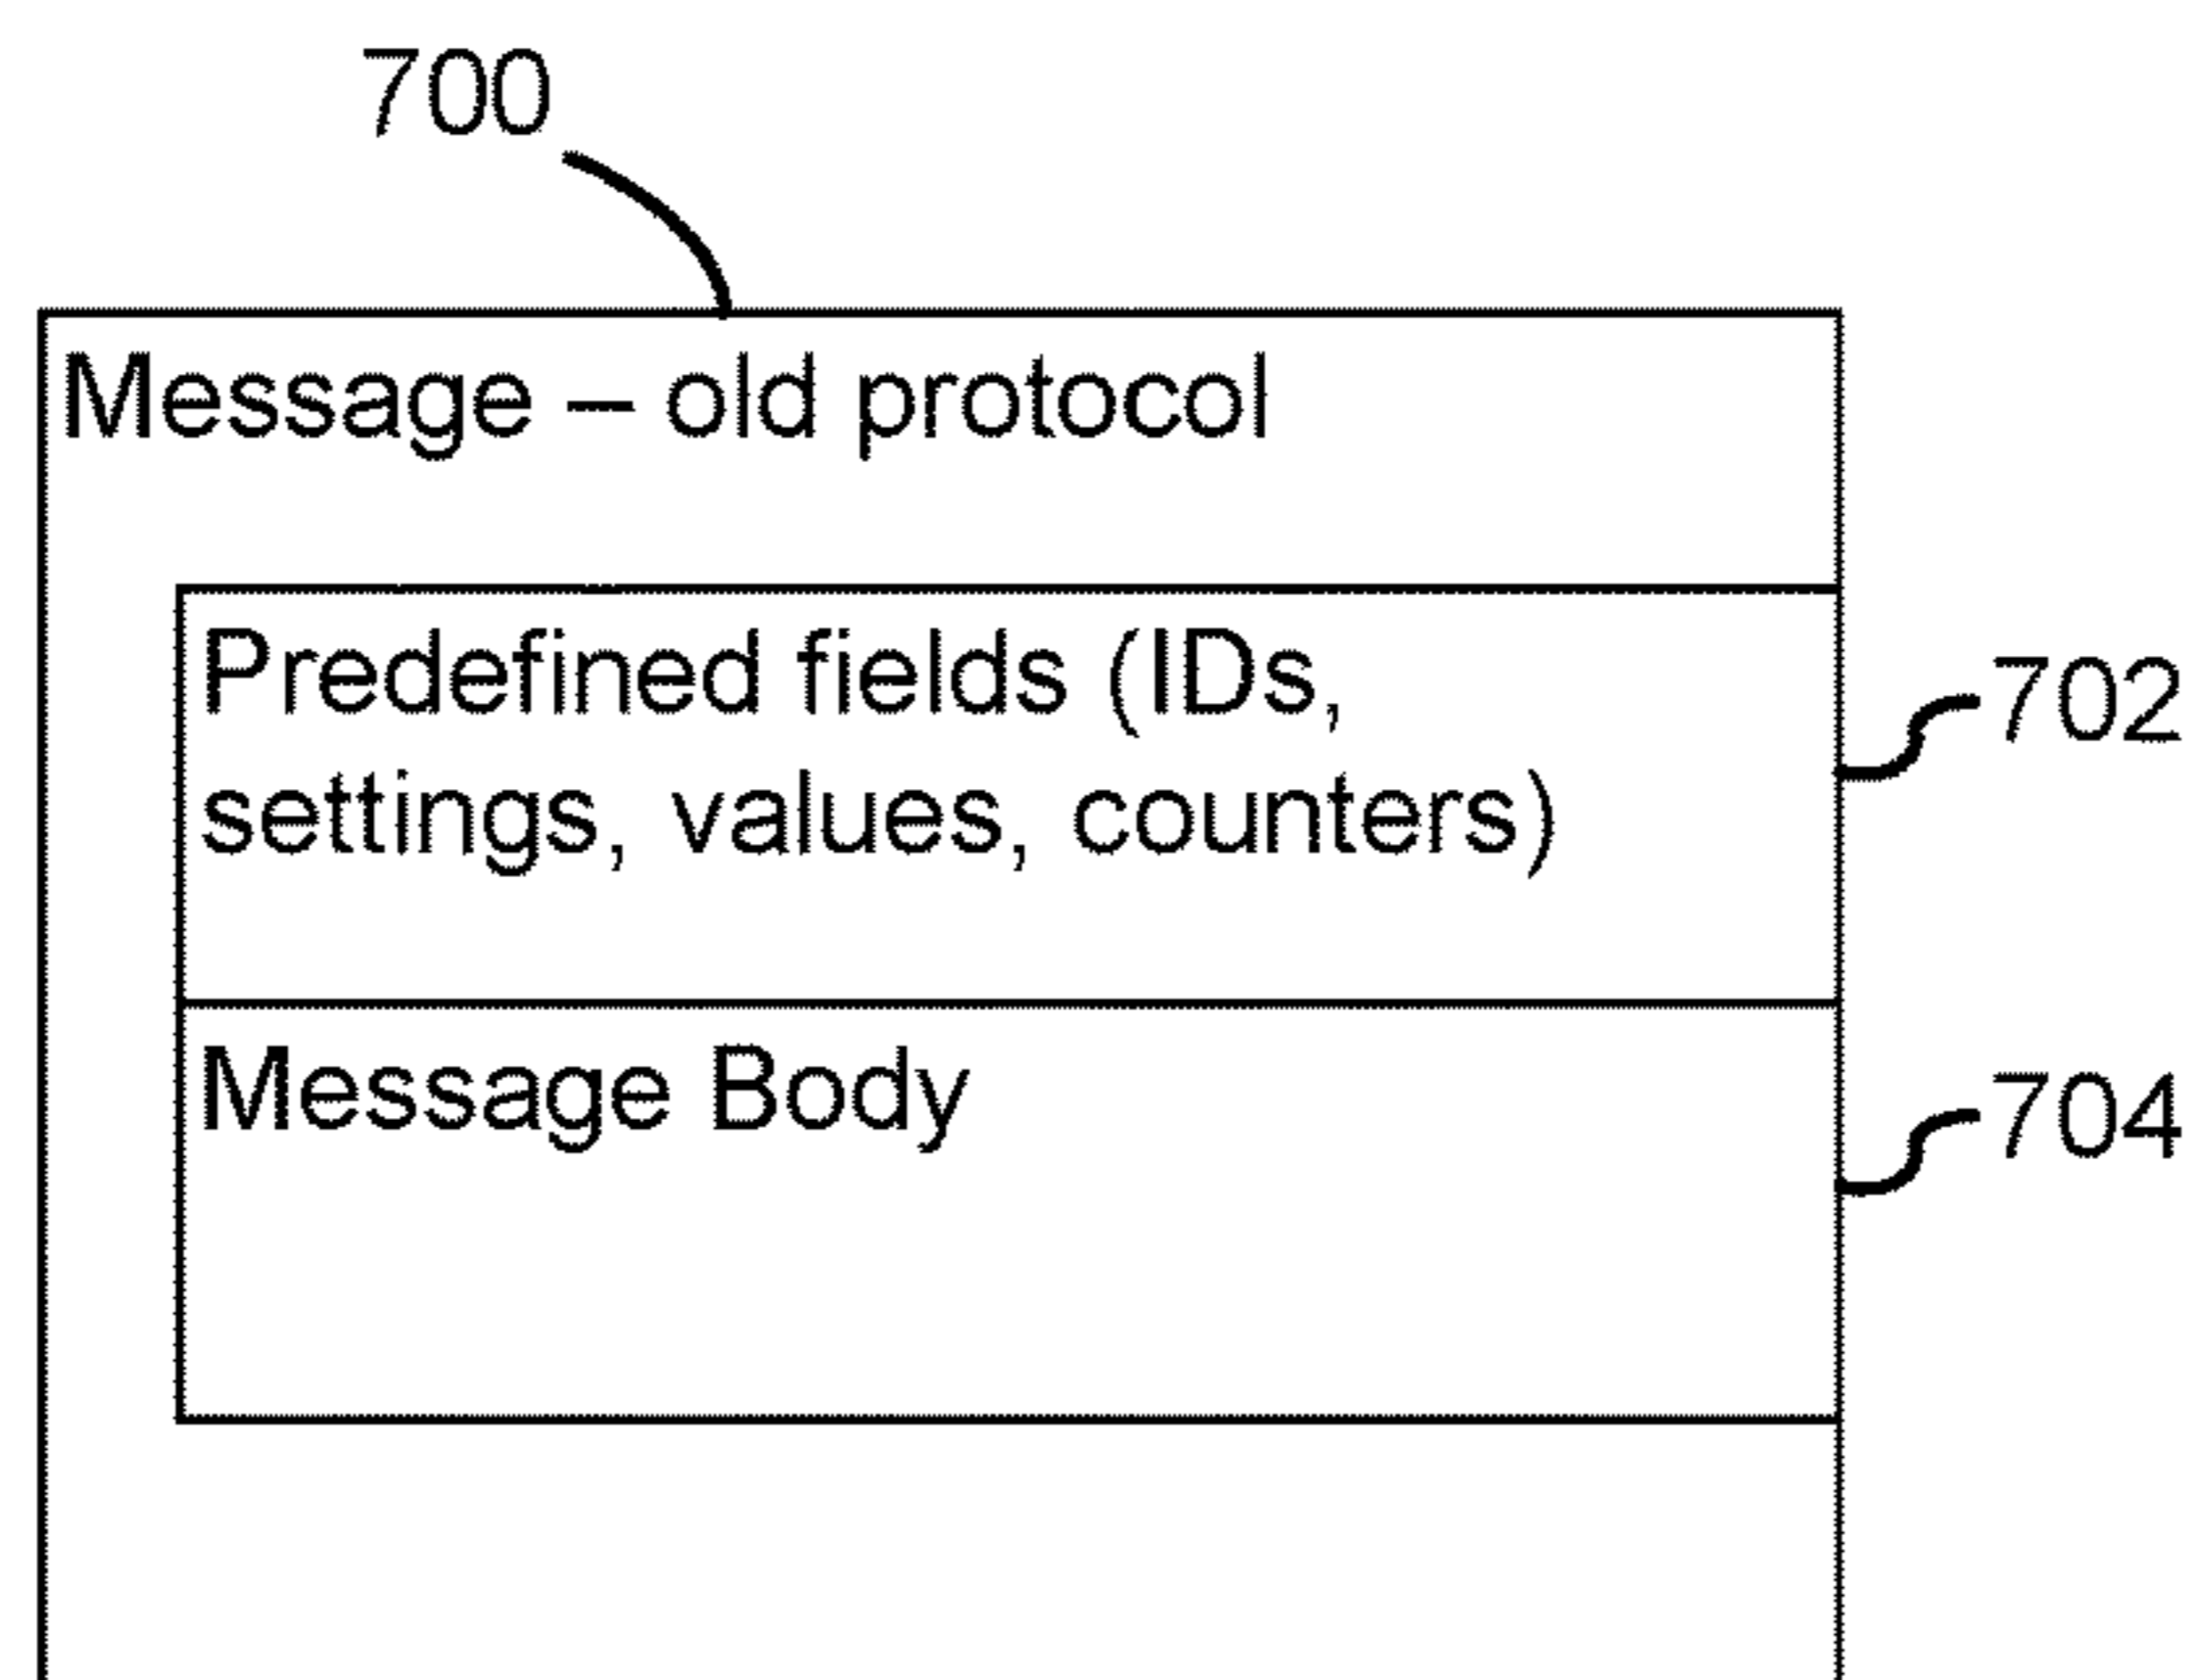 700
Message – old protocol
Predefined fields (IDs,
settings, values, counters)
702
Message Body
704